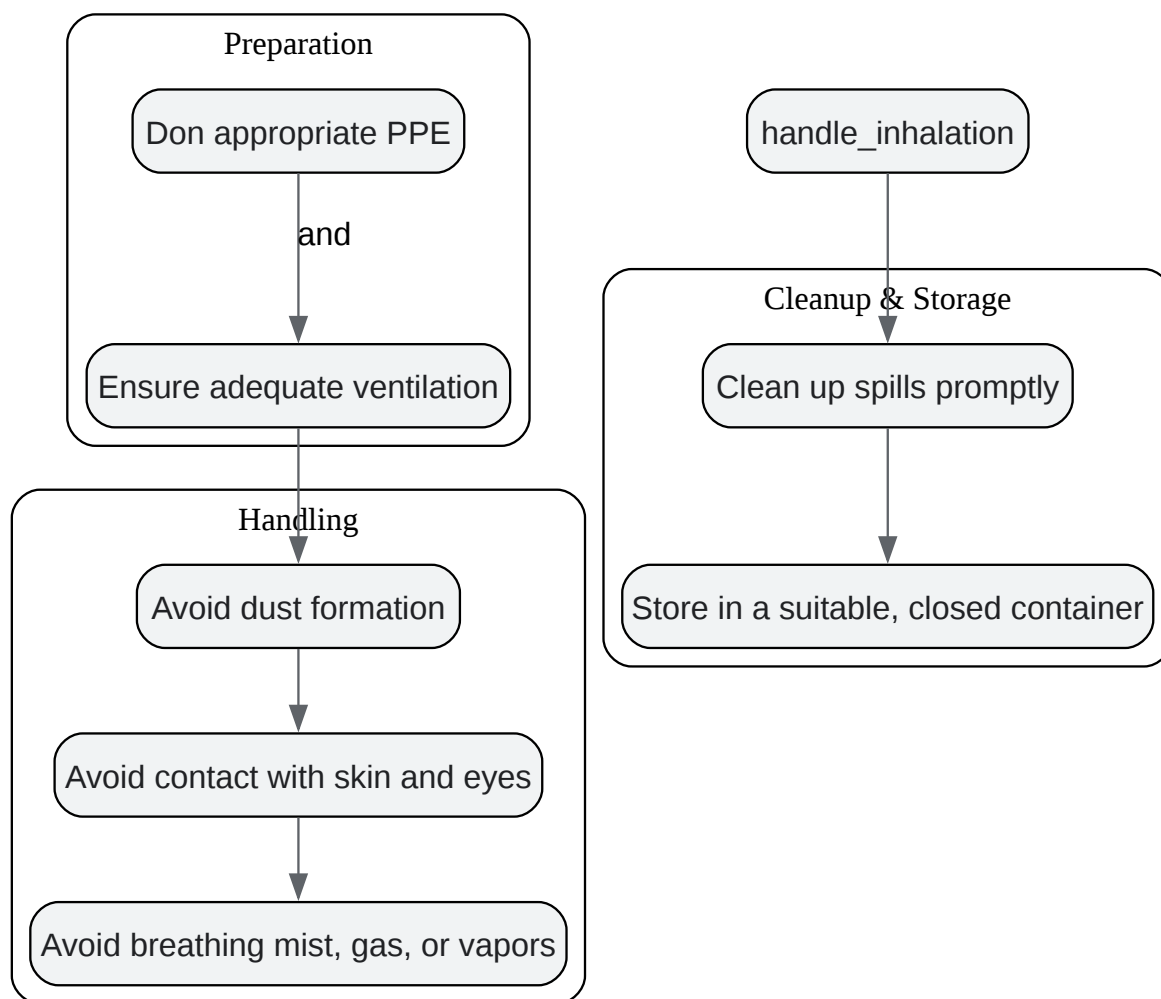 Preparation
Don appropriate PPE
and
Ensure adequate ventilation
Handling
Avoid dust formation
Avoid contact with skin and eyes
Avoid breathing mist, gas, or vapors
handle_inhalation
Cleanup & Storage
Clean up spills promptly
Store in a suitable, closed container